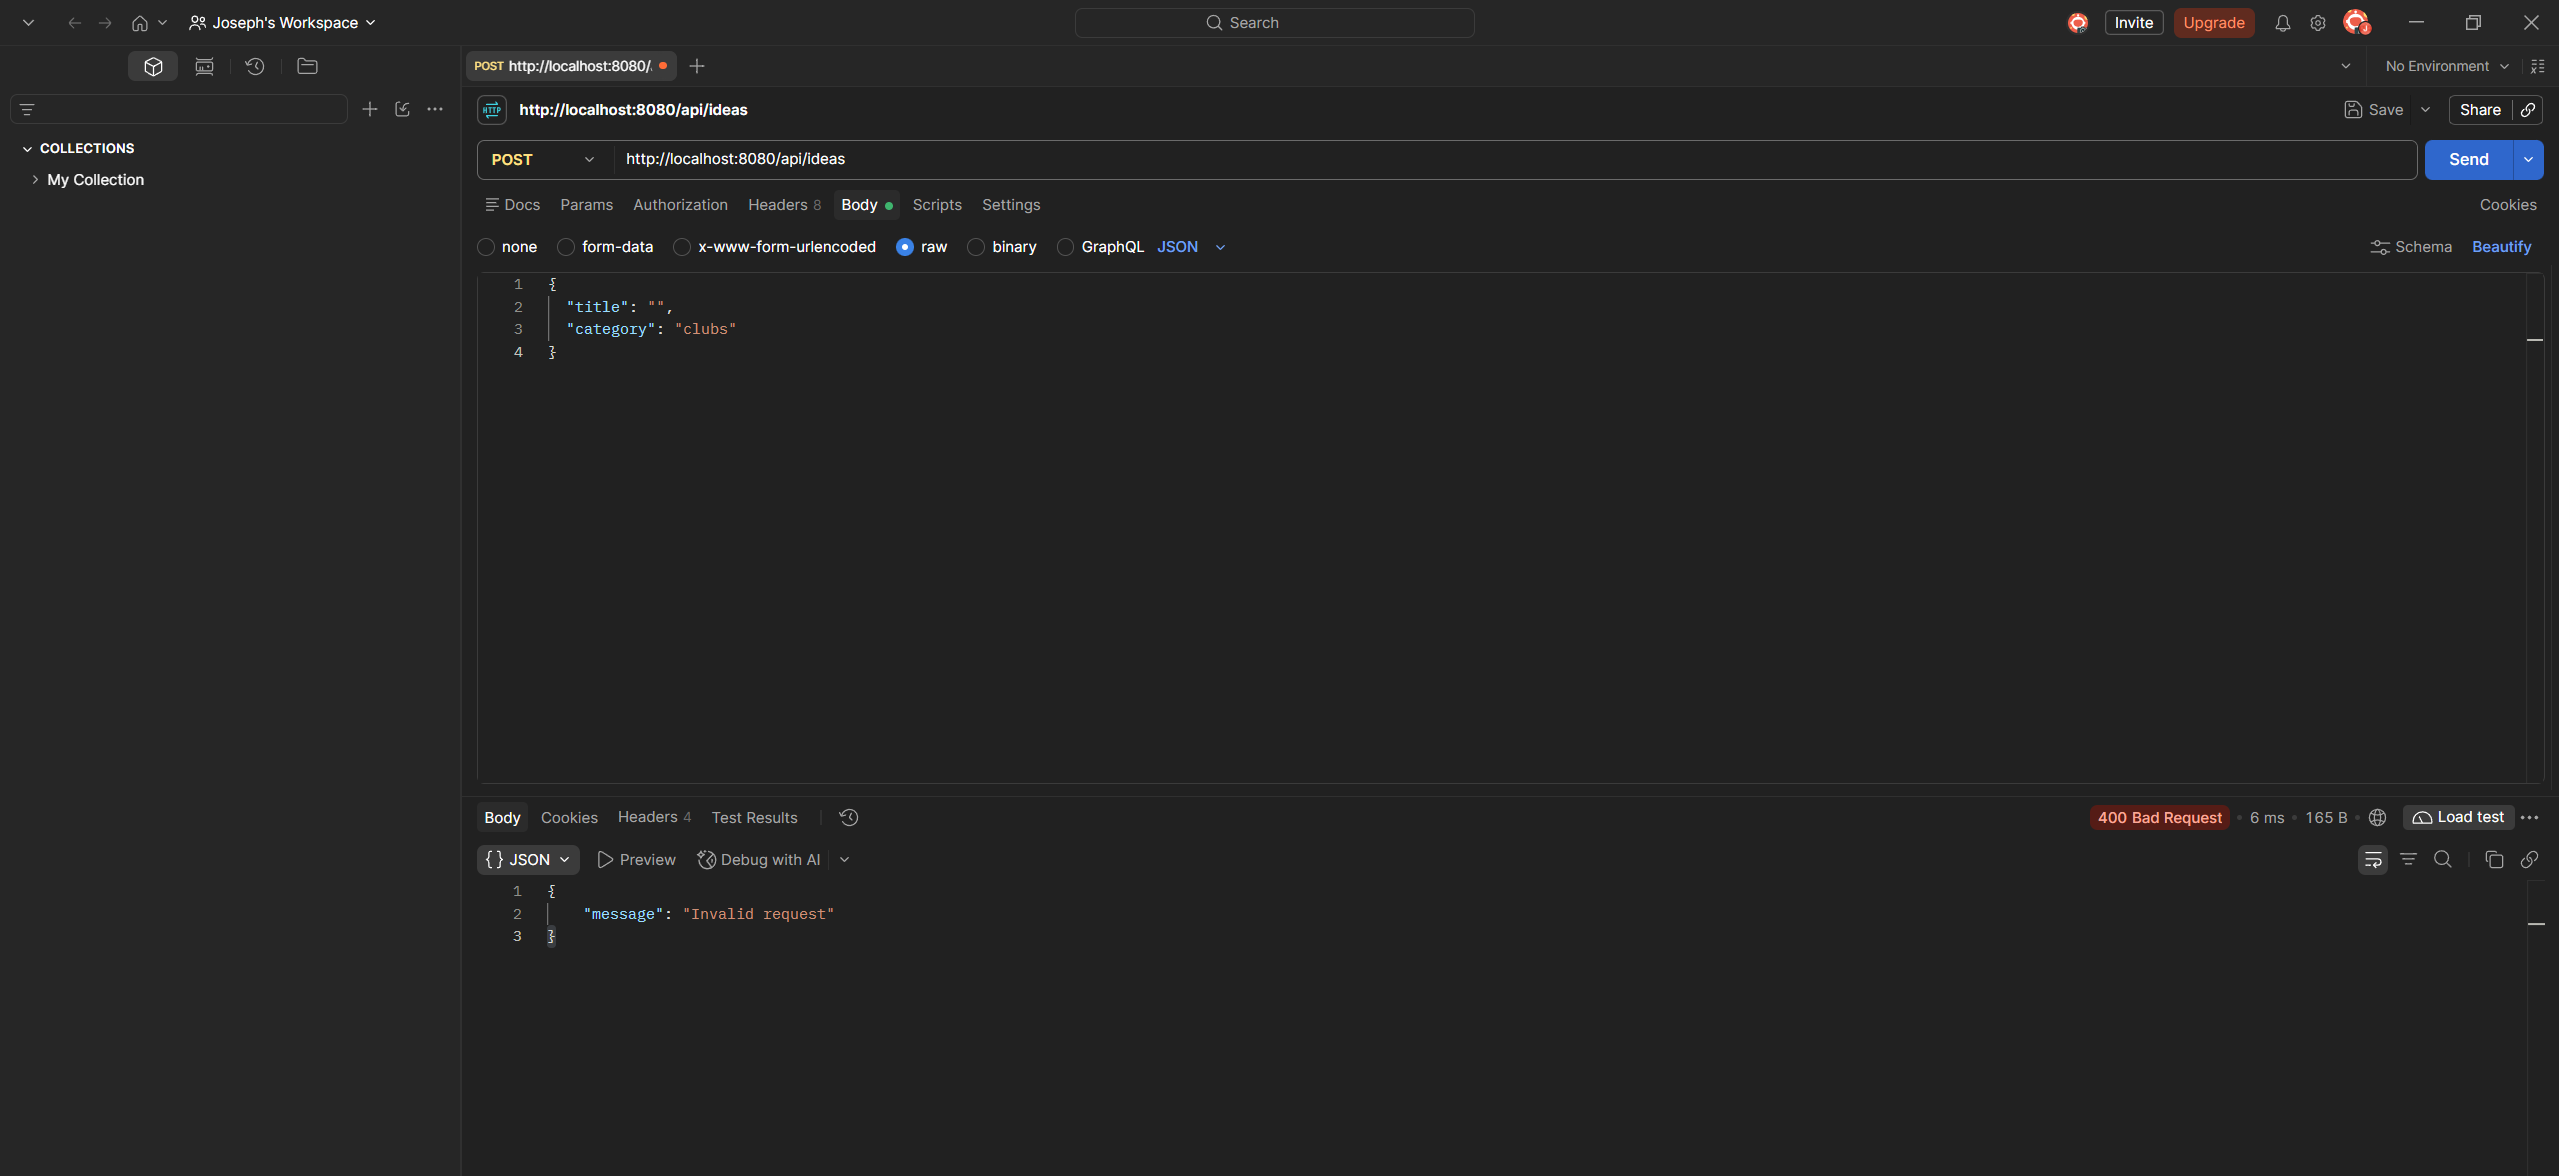 Joseph's Workspace
Search
Invite
Upgrade
POST http://localhost:8080/.
No Environment
COLLECTIONS
My Collection
HTTP
http://localhost:8080/api/ideas
Save
Share
POST
http://localhost:8080/api/ideas
Send
Docs
Params
Authorization
Headers 8
Body
Scripts
Settings
Cookies
none
form-data
x-www-form-urlencoded
raw
binary
GraphQL
JSON
Schema
Beautify
1 {
2 "title": "",
3 "category": "clubs"
4 }
Body
Cookies
Headers 4
Test Results
400 Bad Request
6 ms
165 B
Load test
{} JSON
Preview
Debug with AI
1 {
2 "message": "Invalid request"
3 }